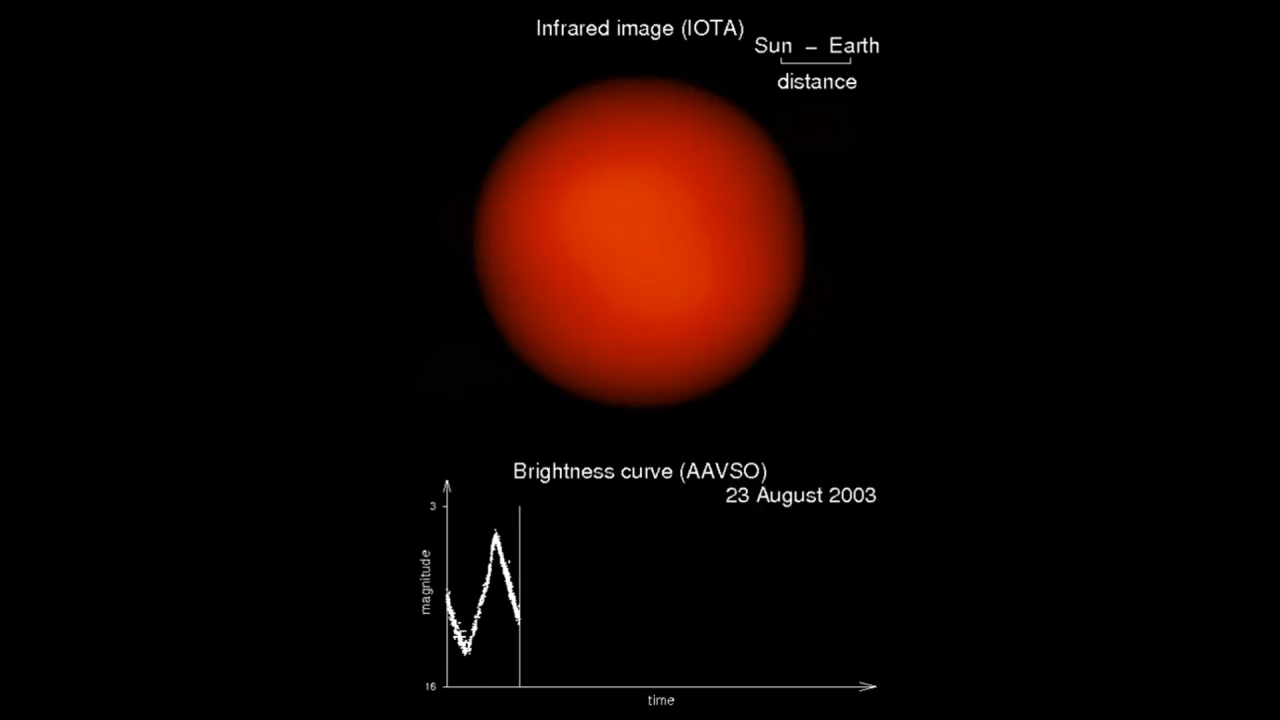 Infrared image (IOTA)
Sun – Earth
distance
Brightness curve (AAVSO)
23 August 2003
3
magnitude
16
time